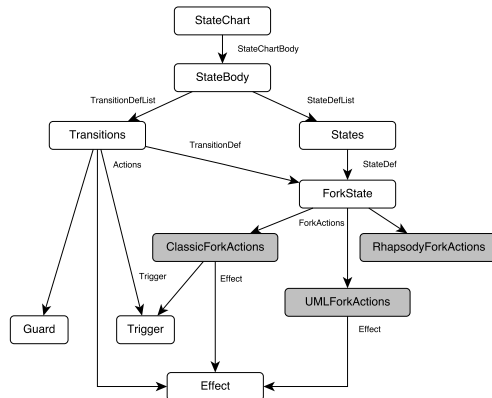 StateChart
StateChartBody
StateBody
TransitionDefList
StateDefList
Transitions
States
TransitionDef
Actions
StateDef
ForkState
ForkActions
ClassicForkActions
RhapsodyForkActions
Trigger
Effect
UMLForkActions
Guard
Trigger
Effect
Effect